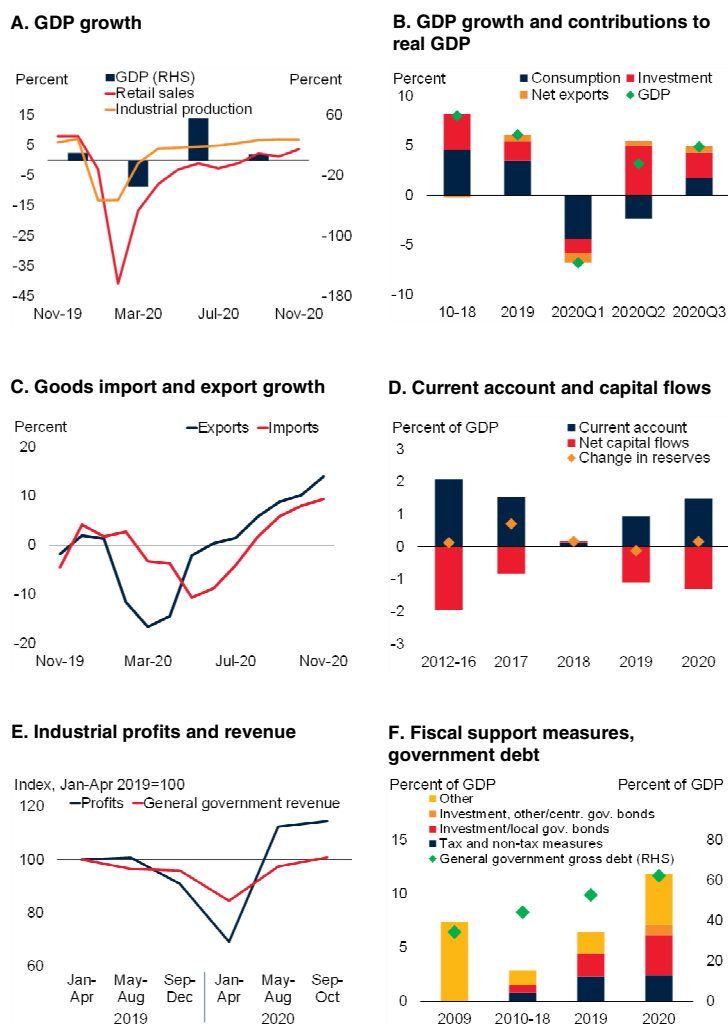 A. GDP growth
Percent
Percent
GDP (RHS)
Retail sales
Industrial production
15
5
-5
-15
-25
-35
-45
60
-20
-100
-180
Nov-19
Mar-20
Jul-20
Nov-20
B. GDP growth and contributions to
real GDP
Percent
Consumption
Investment
Net exports
GDP
10
5
0
-5
-10
10-18
2019
2020Q1
2020Q2
2020Q3
C. Goods import and export growth
Percent
Exports
Imports
20
10
0
-10
-20
Nov-19
Mar-20
Jul-20
Nov-20
D. Current account and capital flows
Percent of GDP
Current account
Net capital flows
Change in reserves
3
2
1
0
-1
-2
-3
2012-16
2017
2018
2019
2020
E. Industrial profits and revenue
Index, Jan-Apr 2019=100
Profits
General government revenue
120
100
80
60
Jan-
Apr
May-
Aug
Sep-
Dec
Jan-
Apr
May-
Aug
Sep-
Oct
2019
2020
F. Fiscal support measures,
government debt
Percent of GDP
Percent of GDP
Other
Investment, other/centr. gov. bonds
Investment/local gov. bonds
Tax and non-tax measures
General government gross debt (RHS)
15
10
5
0
80
60
40
20
0
2009
2010-18
2019
2020